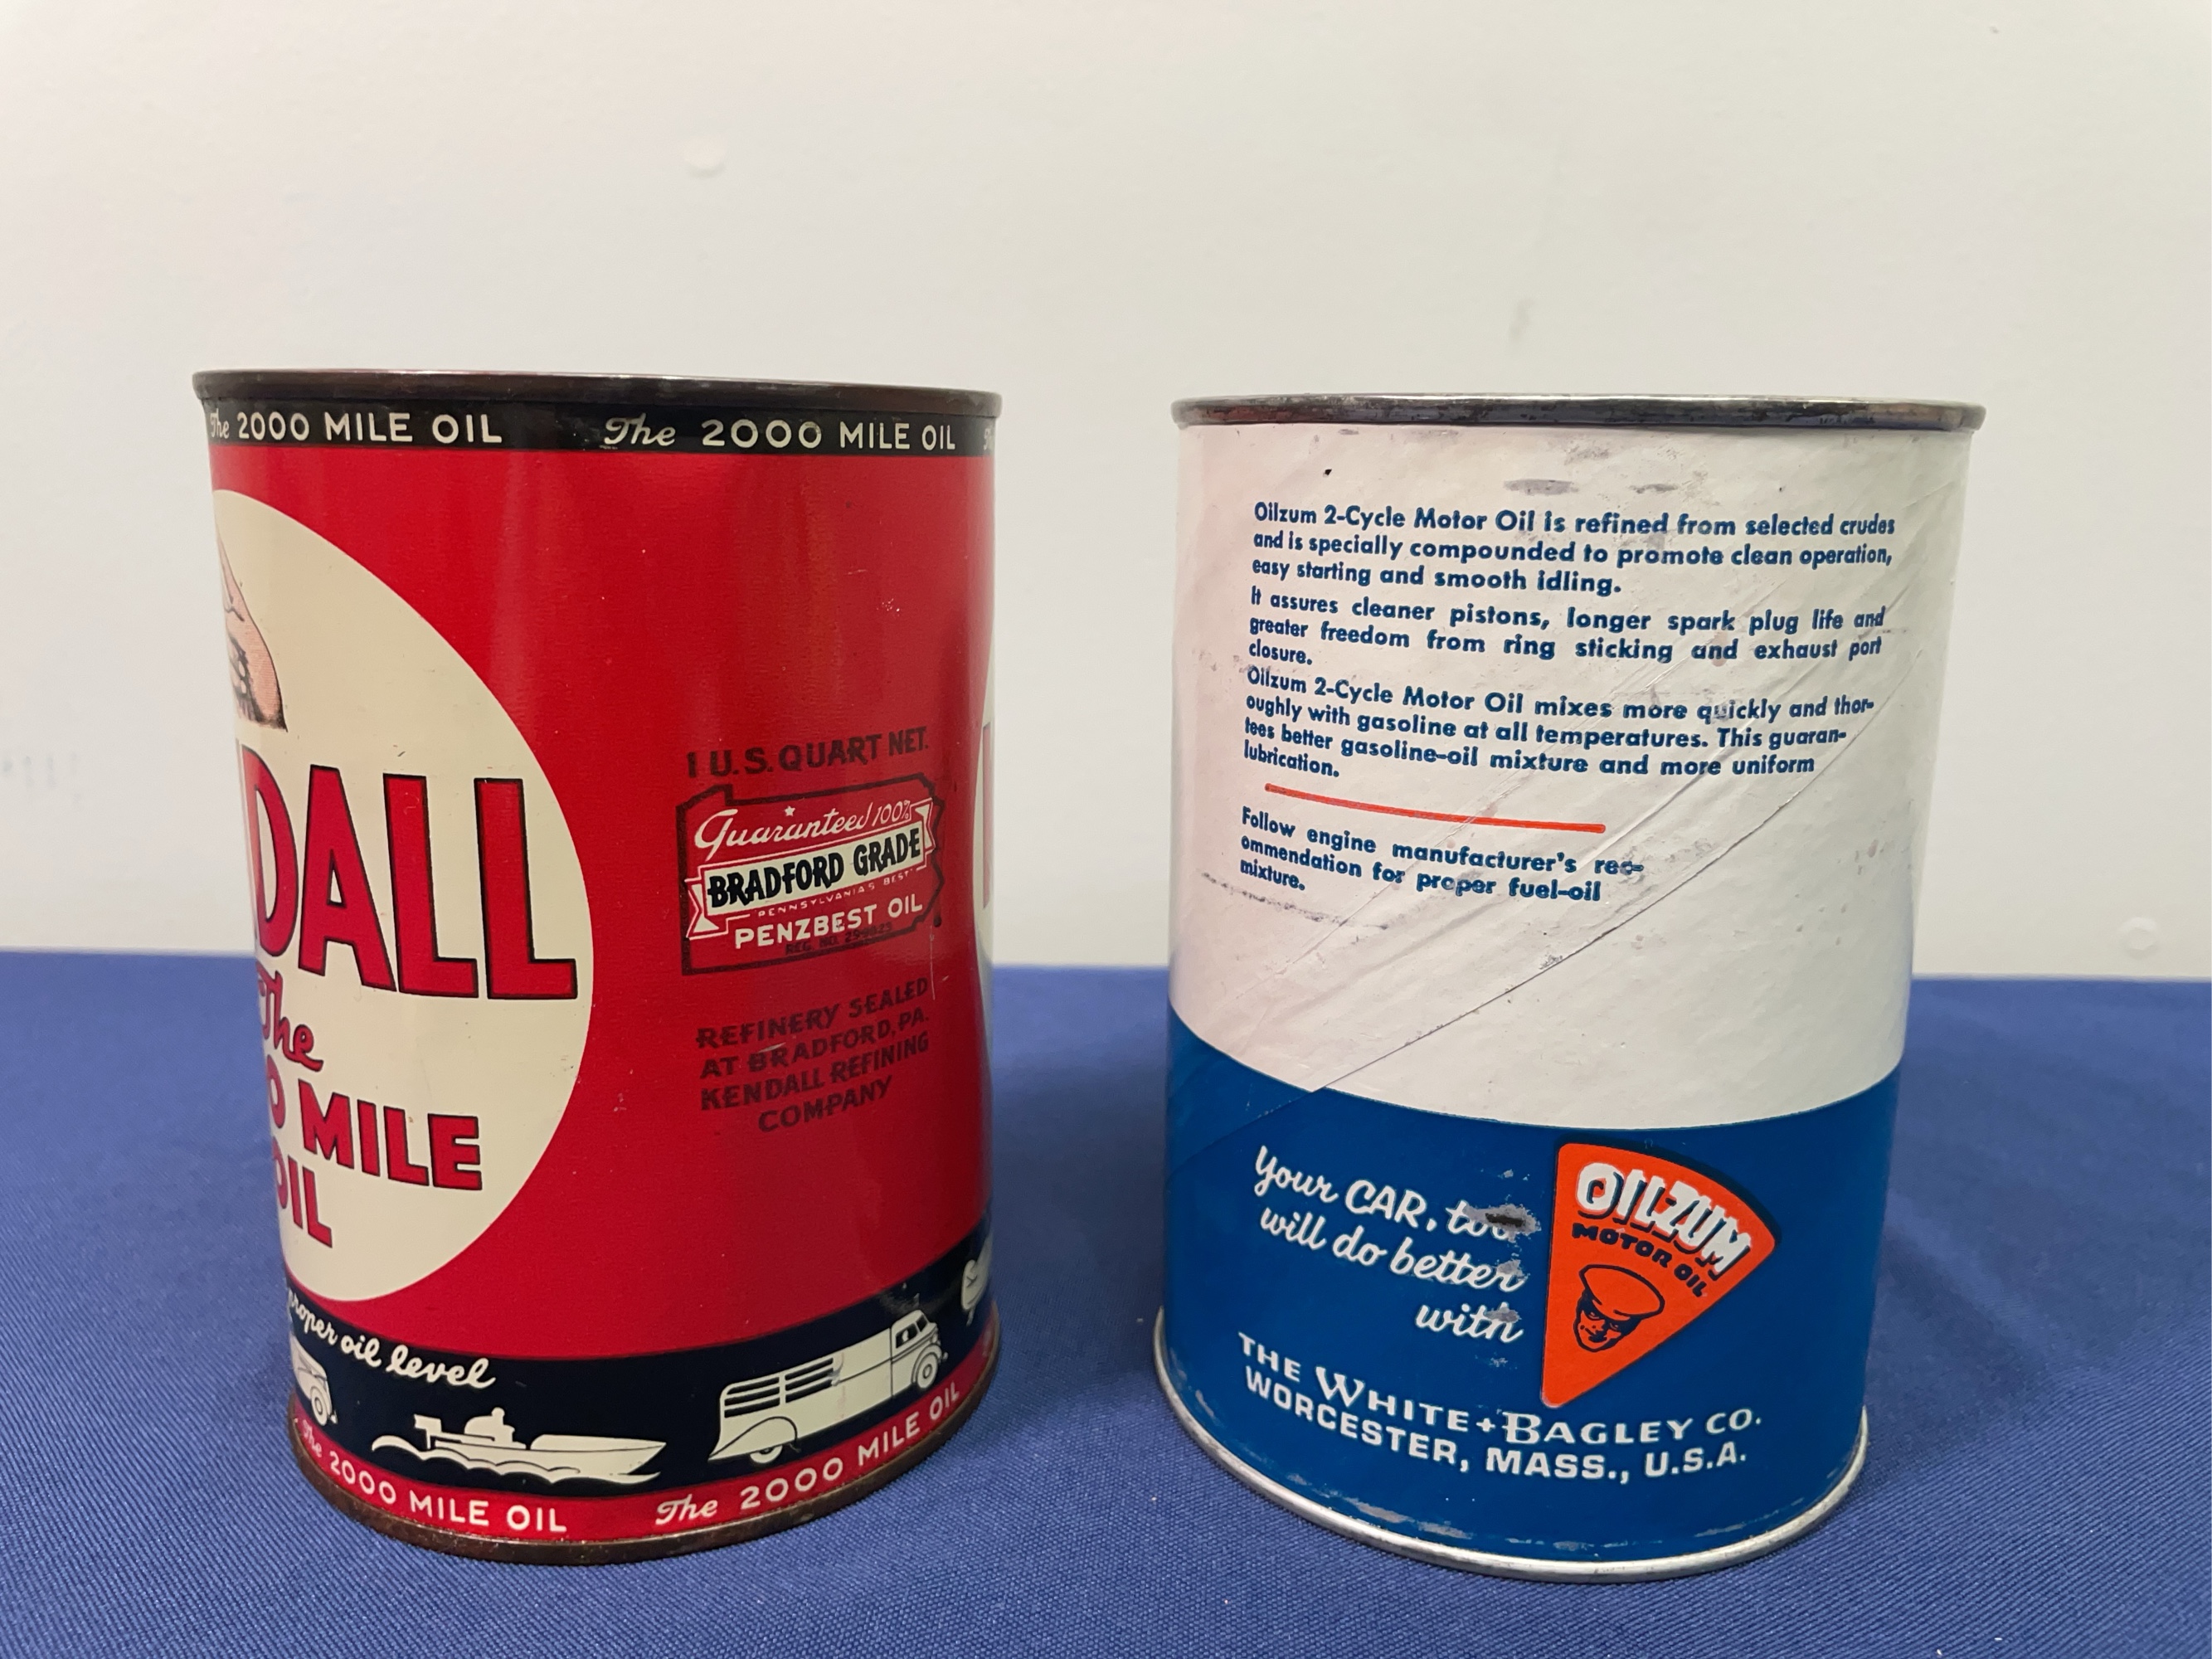 The 2000 MILE OIL The 2000 MILE OIL
DALL
The
0 MILE
OIL
1 U.S. QUART NET.
Guaranteed 100%
BRADFORD GRADE
PENNSYLVANIA'S BEST
PENZBEST OIL
REG. NO.
REFINERY SEALED
AT BRADFORD, PA.
KENDALL REFINING
COMPANY
proper oil level
The 2000 MILE OIL The 2000 MILE OIL
Oilzum 2-Cycle Motor Oil is refined from selected crudes
and is specially compounded to promote clean operation,
easy starting and smooth idling.
It assures cleaner pistons, longer spark plug life and
greater freedom from ring sticking and exhaust port
closure.
Oilzum 2-Cycle Motor Oil mixes more quickly and thor-
oughly with gasoline at all temperatures. This guaran-
tees better gasoline-oil mixture and more uniform
lubrication.
Follow engine manufacturer's rec-
ommendation for proper fuel-oil
mixture.
Your CAR, too
will do better
with
OILZUM
MOTOR OIL
THE WHITE + BAGLEY CO.
WORCESTER, MASS., U.S.A.